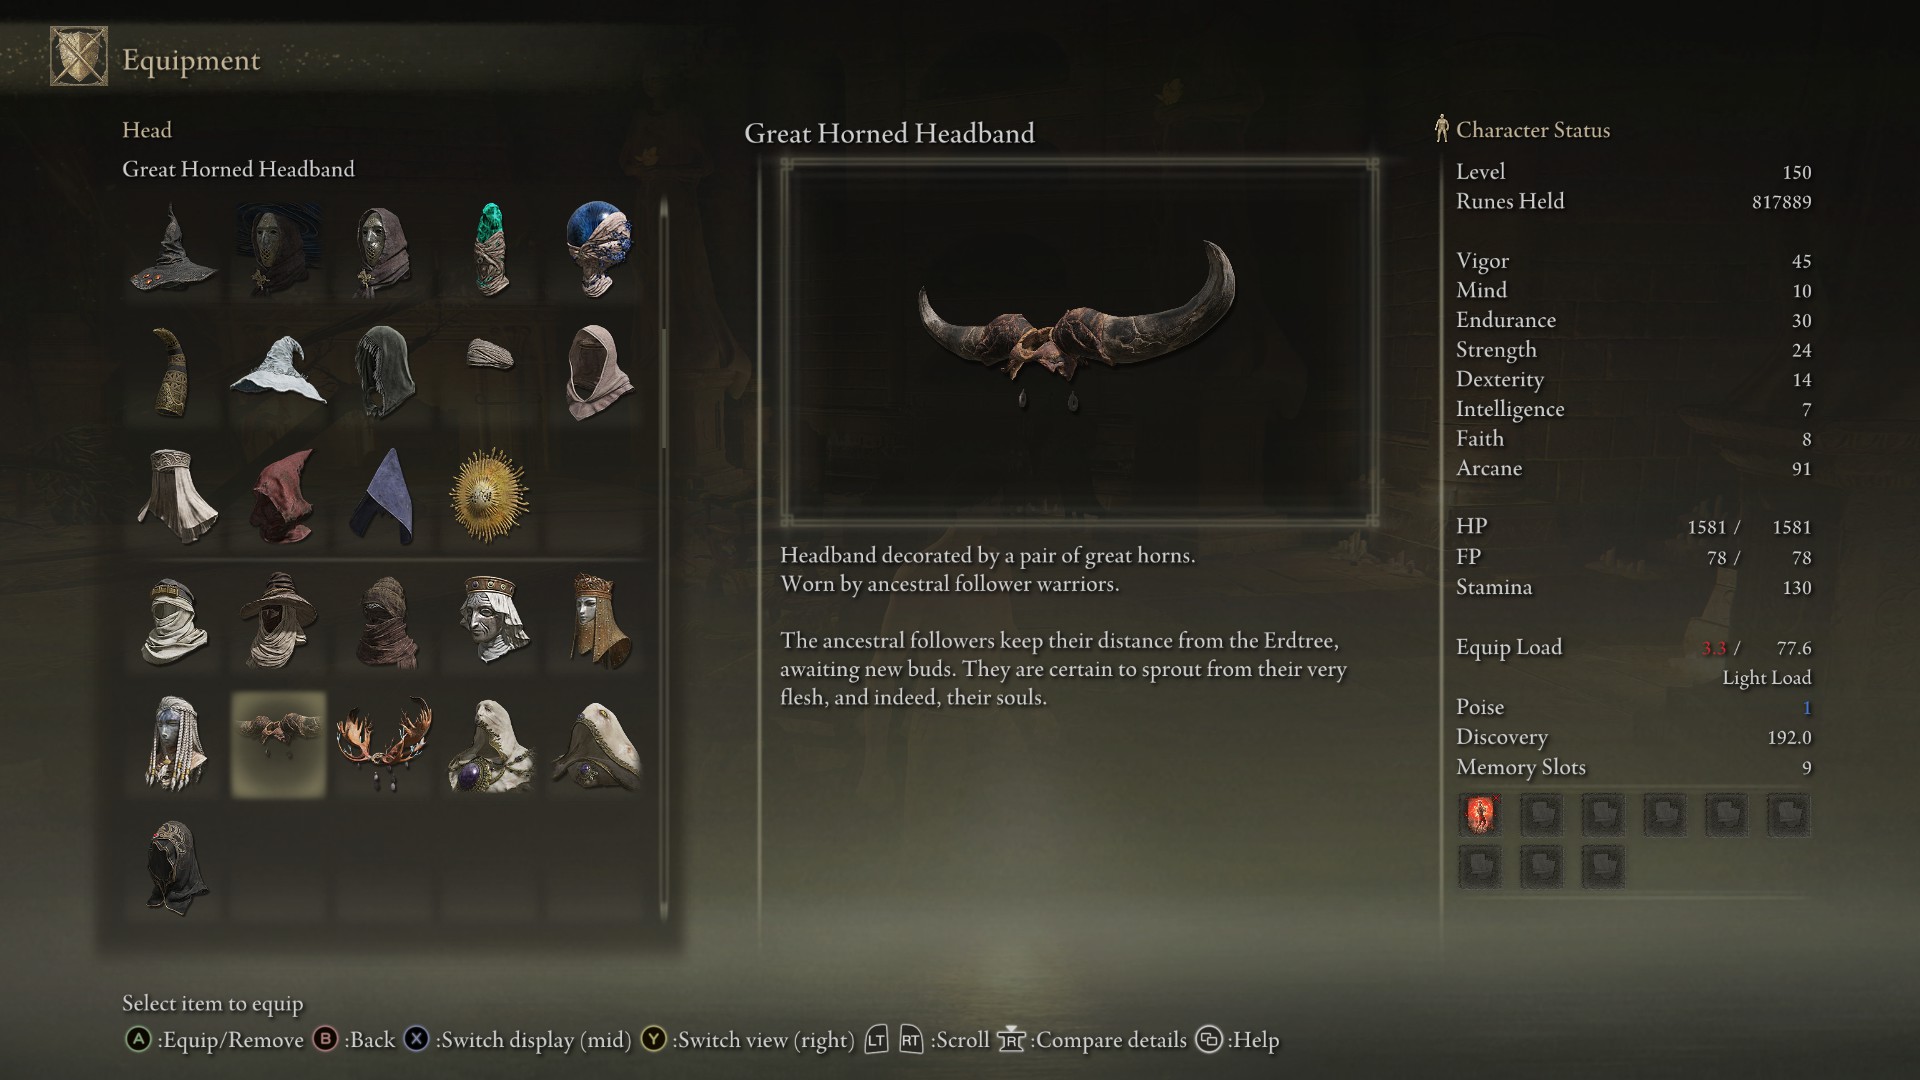 Equipment
Head
Great Horned Headband
Great Horned Headband
Headband decorated by a pair of great horns.
Worn by ancestral follower warriors.
The ancestral followers keep their distance from the Erdtree,
awaiting new buds. They are certain to sprout from their very
flesh, and indeed, their souls.
Character Status
Level 150
Runes Held 817889
Vigor 45
Mind 10
Endurance 30
Strength 24
Dexterity 14
Intelligence 7
Faith 8
Arcane 91
HP 1581 / 1581
FP 78 / 78
Stamina 130
Equip Load 3.3 / 77.6
Light Load
Poise 1
Discovery 192.0
Memory Slots 9
Select item to equip
A :Equip/Remove B :Back X :Switch display (mid) Y :Switch view (right) LT RT :Scroll R :Compare details :Help